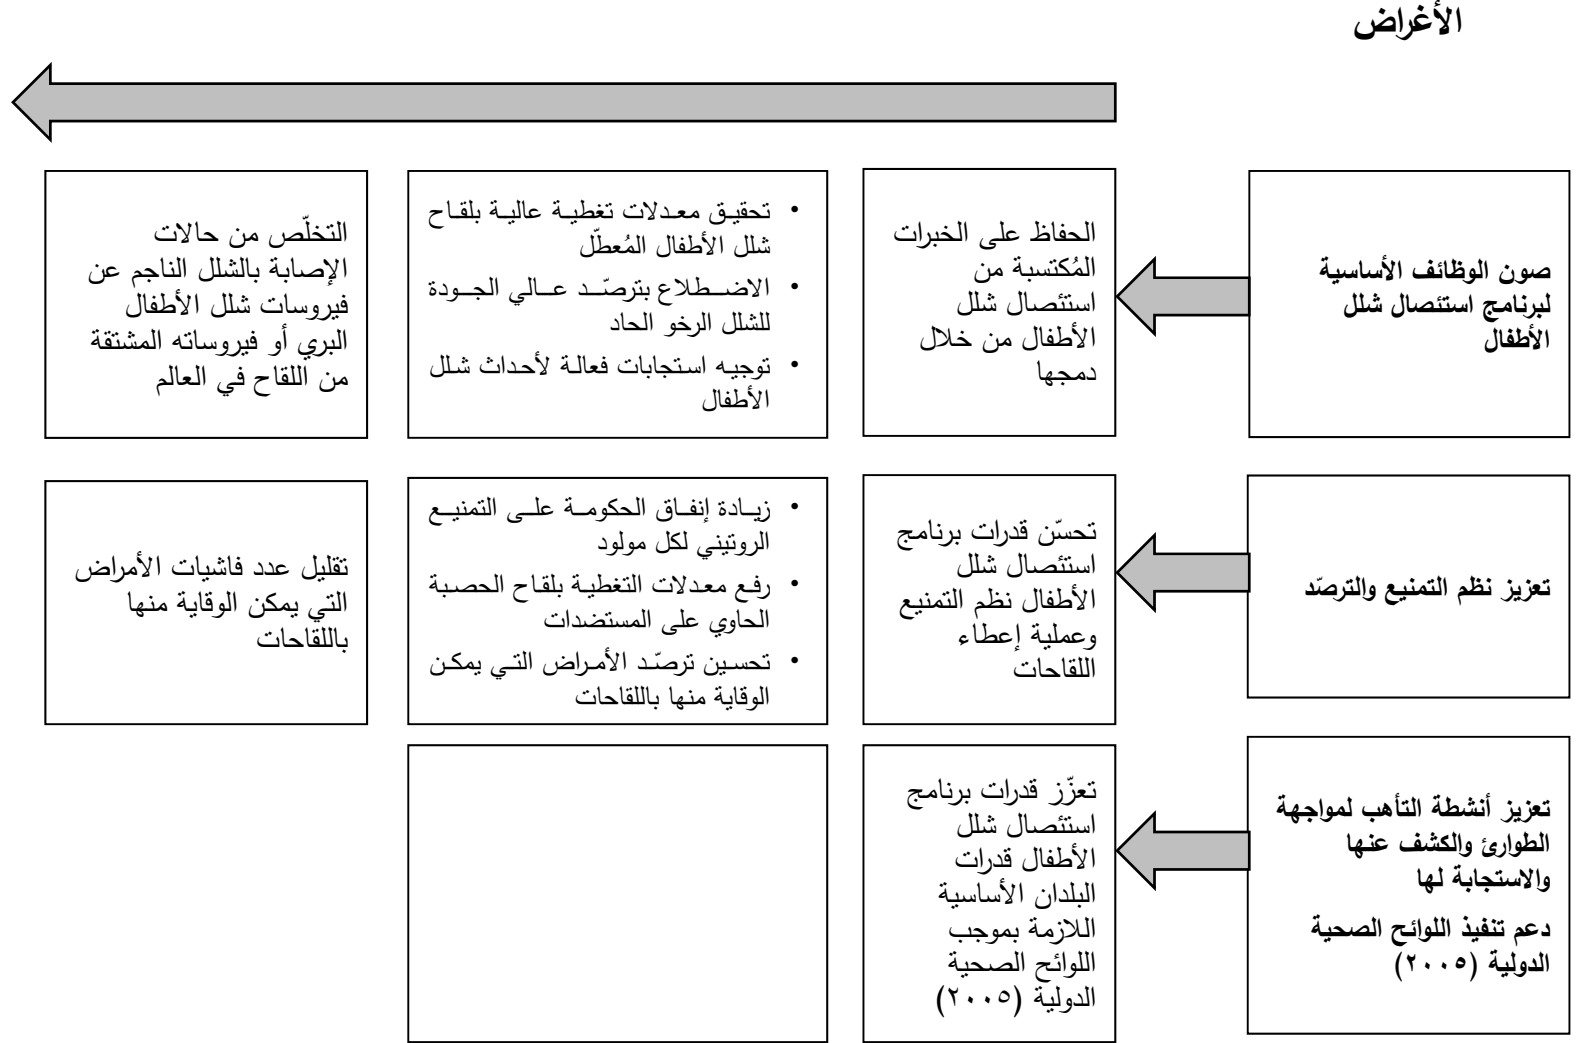 الأغراض
صون الوظائف الأساسية
لبرنامج استئصال شلل
الأطفال
الحفاظ على الخبرات
المُكتسبة من
استئصال شلل
الأطفال من خلال
دمجها
• تحقيق معدلات تغطية عالية بلقاح
شلل الأطفال المُعطّل
• الاضطلاع بترصّد عالي الجودة
للشلل الرخو الحاد
• توجيه استجابات فعالة لأحداث شلل
الأطفال
التخلّص من حالات
الإصابة بالشلل الناجم عن
فيروسات شلل الأطفال
البري أو فيروساته المشتقة
من اللقاح في العالم
تعزيز نظم التمنيع والترصّد
تحسّن قدرات برنامج
استئصال شلل
الأطفال نظم التمنيع
وعملية إعطاء
اللقاحات
• زيادة إنفاق الحكومة على التمنيع
الروتيني لكل مولود
• رفع معدلات التغطية بلقاح الحصبة
الحاوي على المستضدات
• تحسين ترصّد الأمراض التي يمكن
الوقاية منها باللقاحات
تقليل عدد فاشيات الأمراض
التي يمكن الوقاية منها
باللقاحات
تعزيز أنشطة التأهب لمواجهة
الطوارئ والكشف عنها
والاستجابة لها
دعم تنفيذ اللوائح الصحية
الدولية (٢٠٠٥)
تعزّز قدرات برنامج
استئصال شلل
الأطفال قدرات
البلدان الأساسية
اللازمة بموجب
اللوائح الصحية
الدولية (٢٠٠٥)